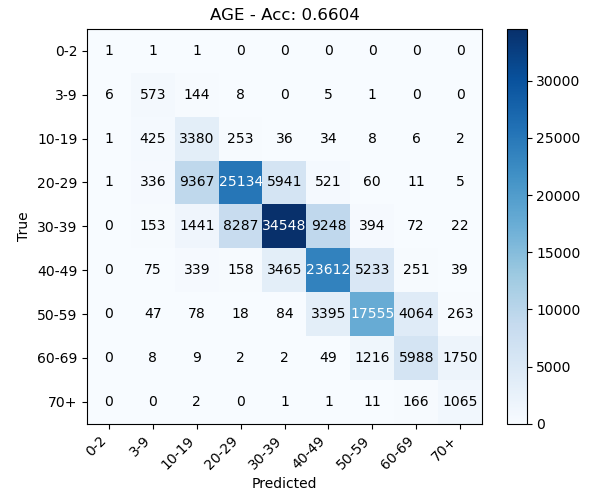 AGE - Acc: 0.6604
0-2 1 1 1 0 0 0 0 0 0
3-9 6 573 144 8 0 5 1 0 0
10-19 1 425 3380 253 36 34 8 6 2
20-29 1 336 9367 25134 5941 521 60 11 5
30-39 0 153 1441 8287 34548 9248 394 72 22
40-49 0 75 339 158 3465 23612 5233 251 39
50-59 0 47 78 18 84 3395 17555 4064 263
60-69 0 8 9 2 2 49 1216 5988 1750
70+ 0 0 2 0 1 1 11 166 1065
0-2 3-9 10-19 20-29 30-39 40-49 50-59 60-69 70+
Predicted
True
30000
25000
20000
15000
10000
5000
0